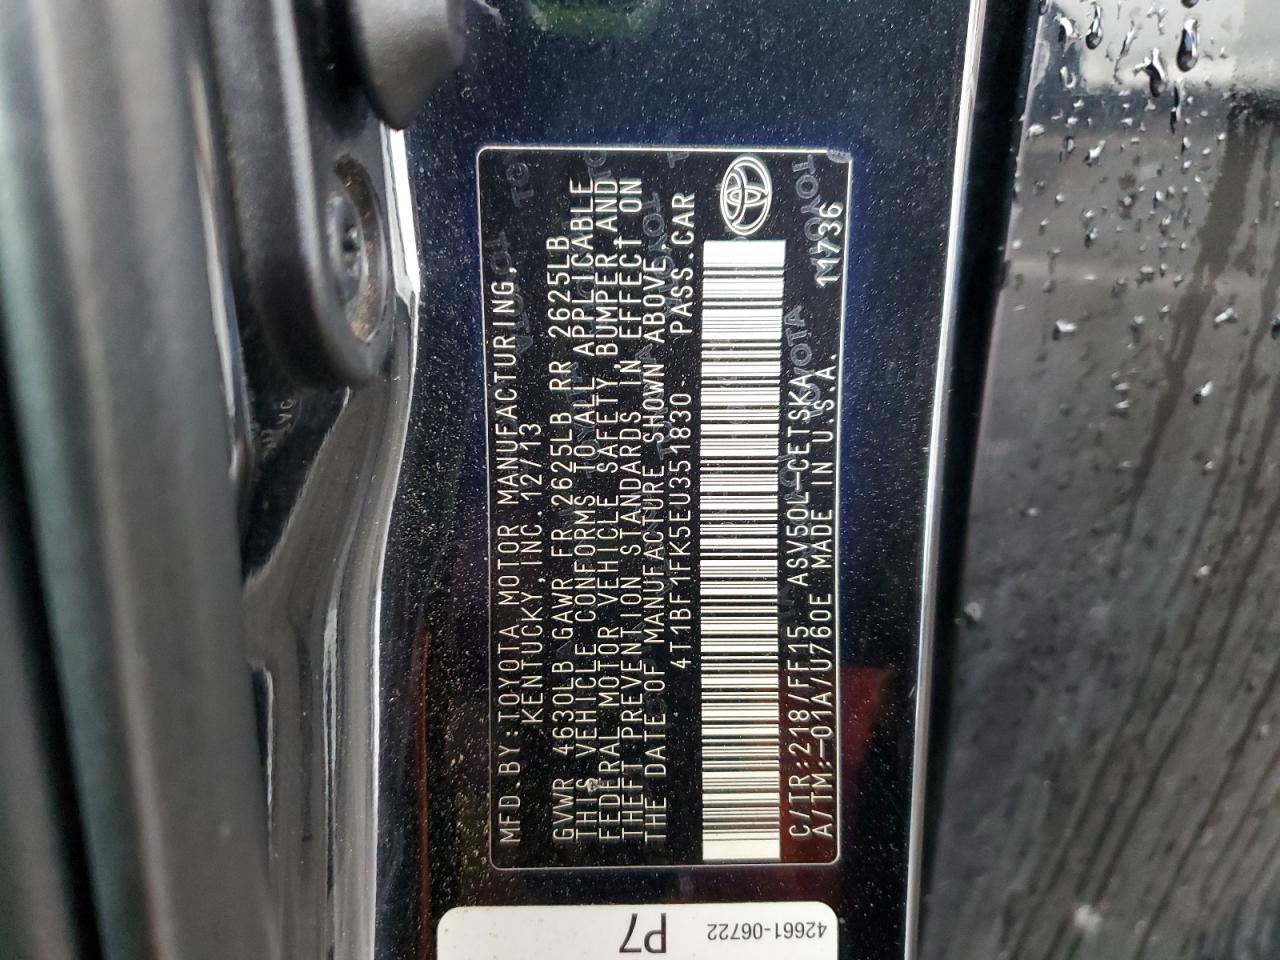 MFD. BY: TOYOTA MOTOR MANUFACTURING,
KENTUCKY, INC. 12/13
GVWR 4630LB GAWR FR 2625LB RR 2625LB
THIS VEHICLE CONFORMS TO ALL APPLICABLE
FEDERAL MOTOR VEHICLE SAFETY, BUMPER AND
THEFT PREVENTION STANDARDS IN EFFECT ON
THE DATE OF MANUFACTURE SHOWN ABOVE.
4T1BF1FK5EU351830 PASS. CAR
C/TR: 218/FF15 ASV50L-CETSKA
A/TM: -01A/U760E MADE IN U.S.A. 11736
TOYOTA
P7
42661-06722